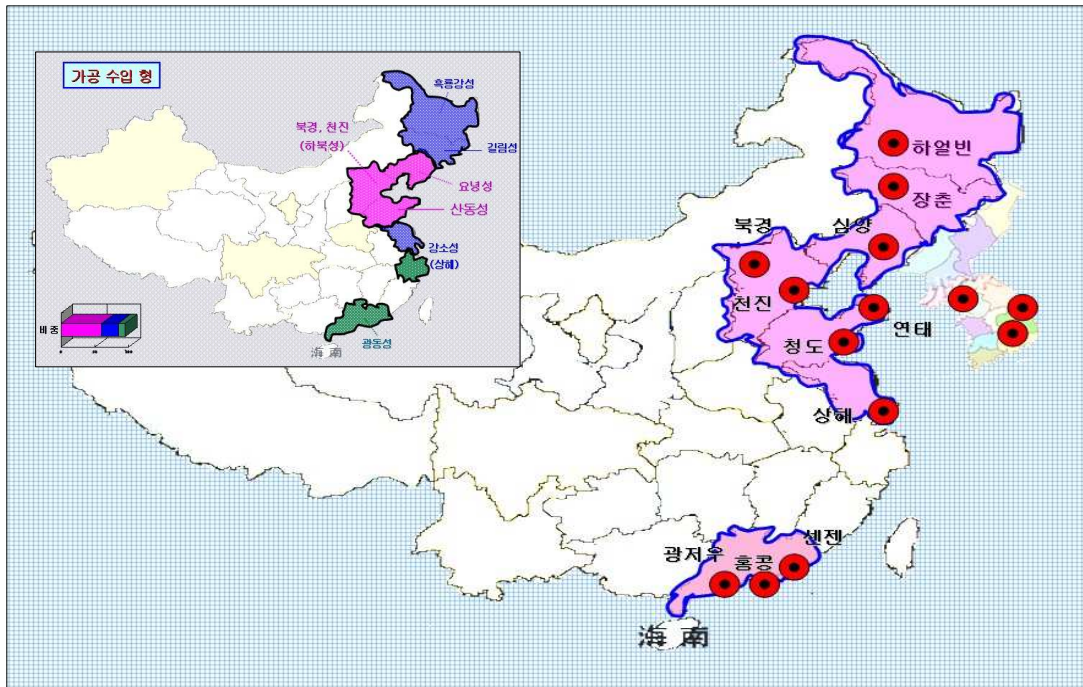 가공 수입 형
흑룡강성
길림성
북경, 천진
(하북성)
요녕성
산동성
강소성
(상해)
광동성
海 南
비 중
하얼빈
장춘
북경
심양
천진
연태
청도
상해
센젠
광저우
홍콩
海 南